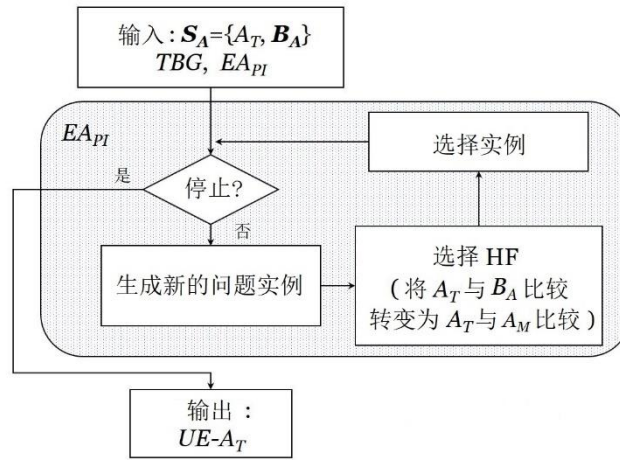 输入：S_A={A_T, B_A}
TBG, EA_PI
EA_PI
选择实例
是
停止?
否
生成新的问题实例
选择 HF
（将 A_T 与 B_A 比较
转变为 A_T 与 A_M 比较）
输出：
UE-A_T